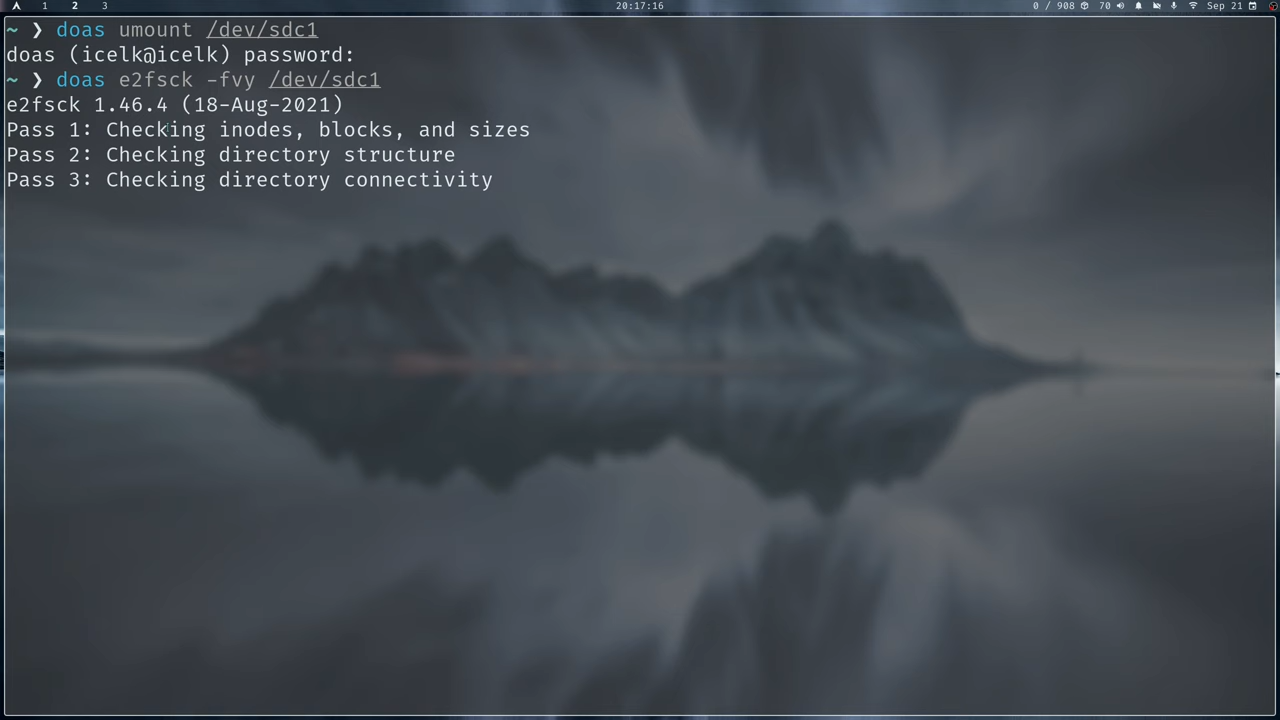 1 2 3 20:17:16 0 / 908 70 Sep 21
~ ❯ doas umount /dev/sdc1
doas (icelk@icelk) password:
~ ❯ doas e2fsck -fvy /dev/sdc1
e2fsck 1.46.4 (18-Aug-2021)
Pass 1: Checking inodes, blocks, and sizes
Pass 2: Checking directory structure
Pass 3: Checking directory connectivity